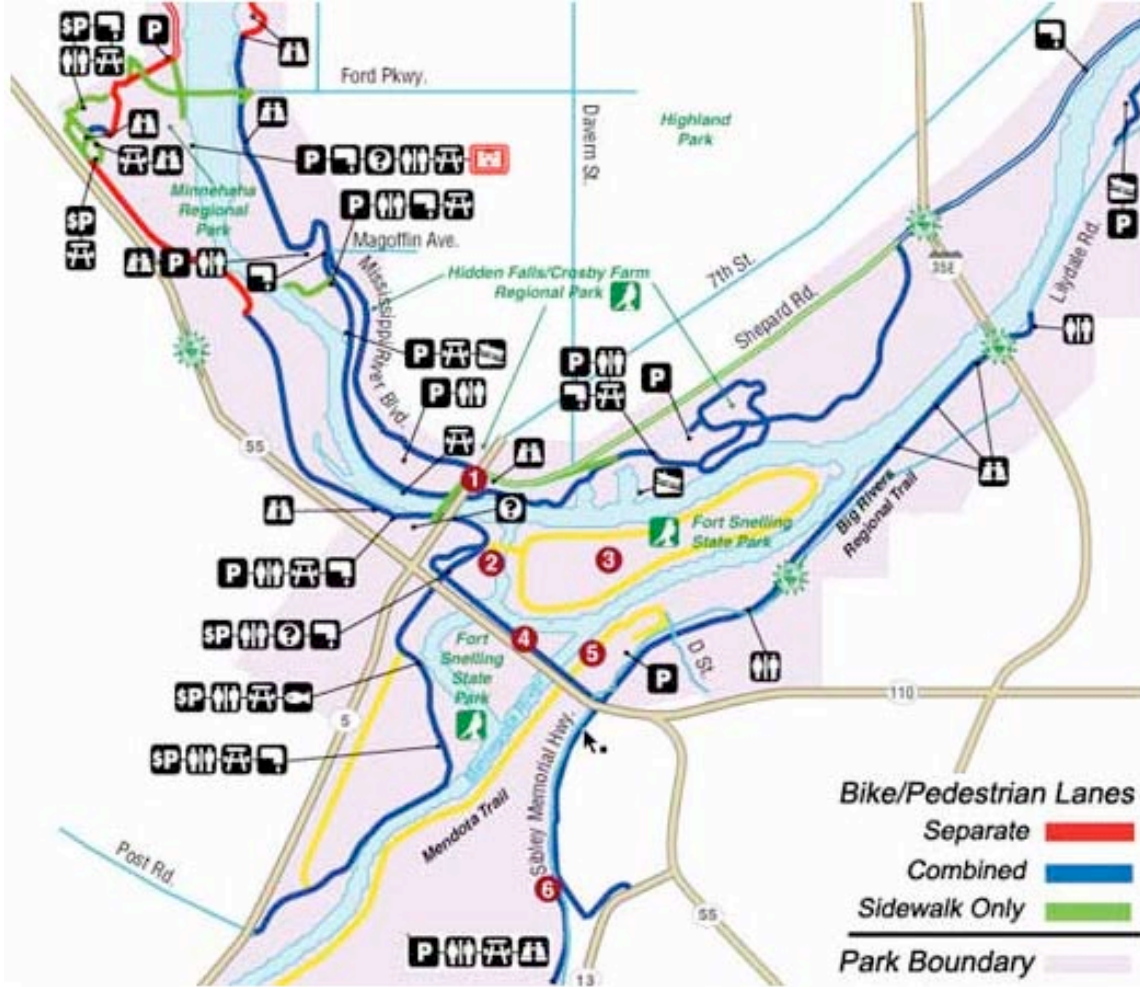 $P
P
Ford Pkwy.
Davern St.
Highland
Park
P
?
Minnehaha
Regional
Park
P
$P
Magoffin Ave.
P
Hidden Falls/Crosby Farm
Regional Park
7th St.
35E
Lilydale Rd.
P
Mississippi River Blvd.
Shepard Rd.
P
P
P
P
55
1
?
Fort Snelling
State Park
Big Rivers
Regional Trail
2
3
P
$P
?
4
Fort
Snelling
State
Park
5
P
D St.
$P
5
110
$P
Sibley Memorial Hwy.
Mendota Trail
Post Rd.
6
55
P
13
Bike/Pedestrian Lanes
Separate
Combined
Sidewalk Only
Park Boundary